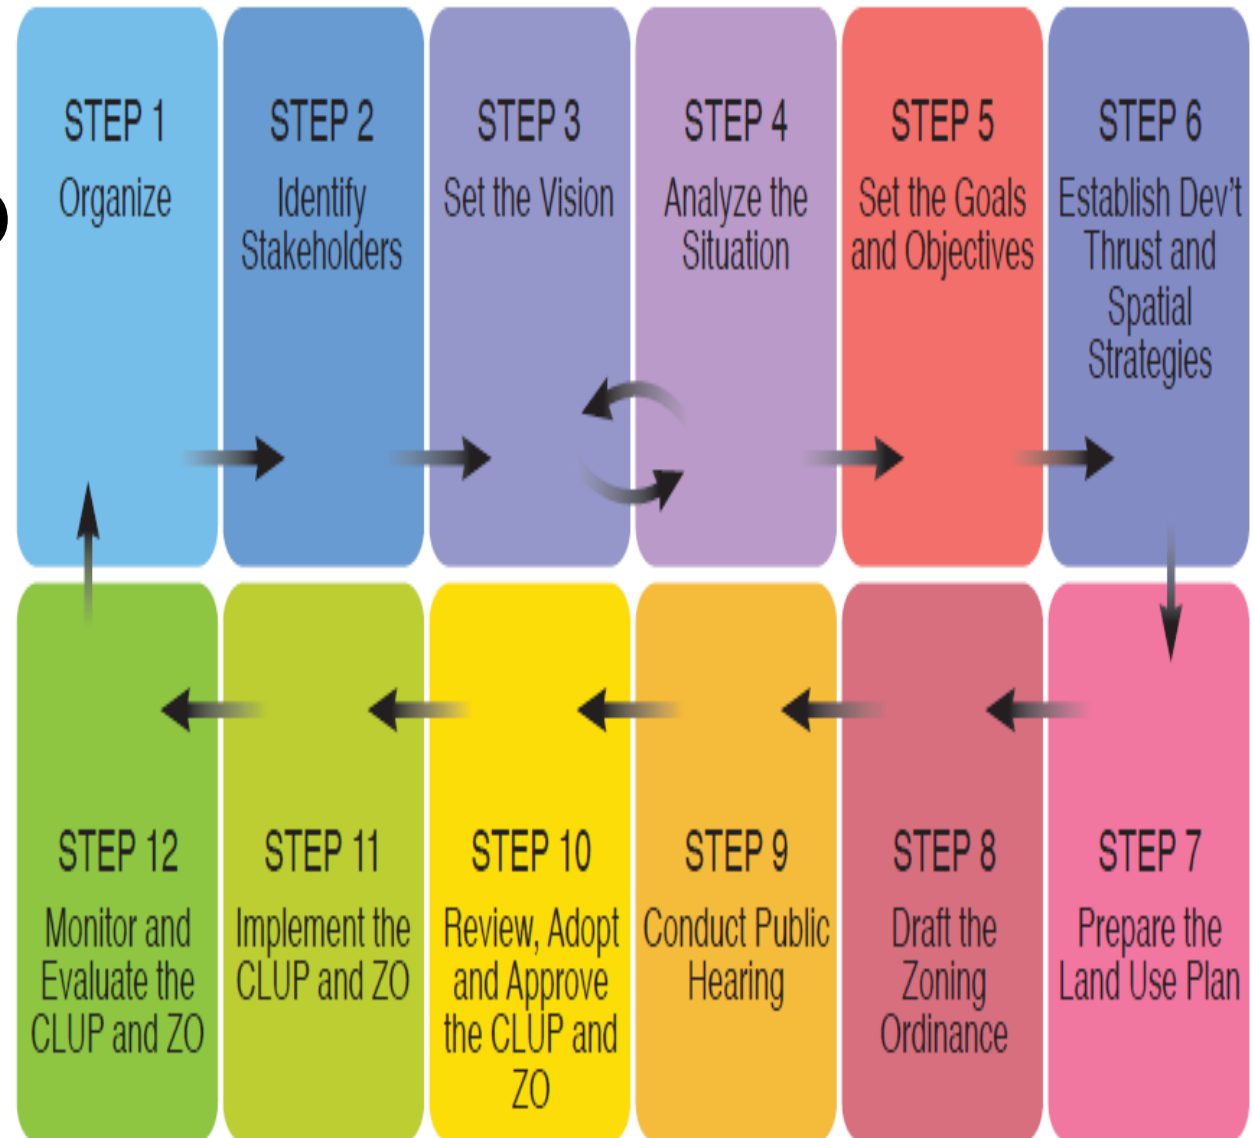 STEP 1
Organize
STEP 2
Identify
Stakeholders
STEP 3
Set the Vision
STEP 4
Analyze the
Situation
STEP 5
Set the Goals
and Objectives
STEP 6
Establish Dev't
Thrust and
Spatial
Strategies
STEP 12
Monitor and
Evaluate the
CLUP and ZO
STEP 11
Implement the
CLUP and ZO
STEP 10
Review, Adopt
and Approve
the CLUP and
ZO
STEP 9
Conduct Public
Hearing
STEP 8
Draft the
Zoning
Ordinance
STEP 7
Prepare the
Land Use Plan